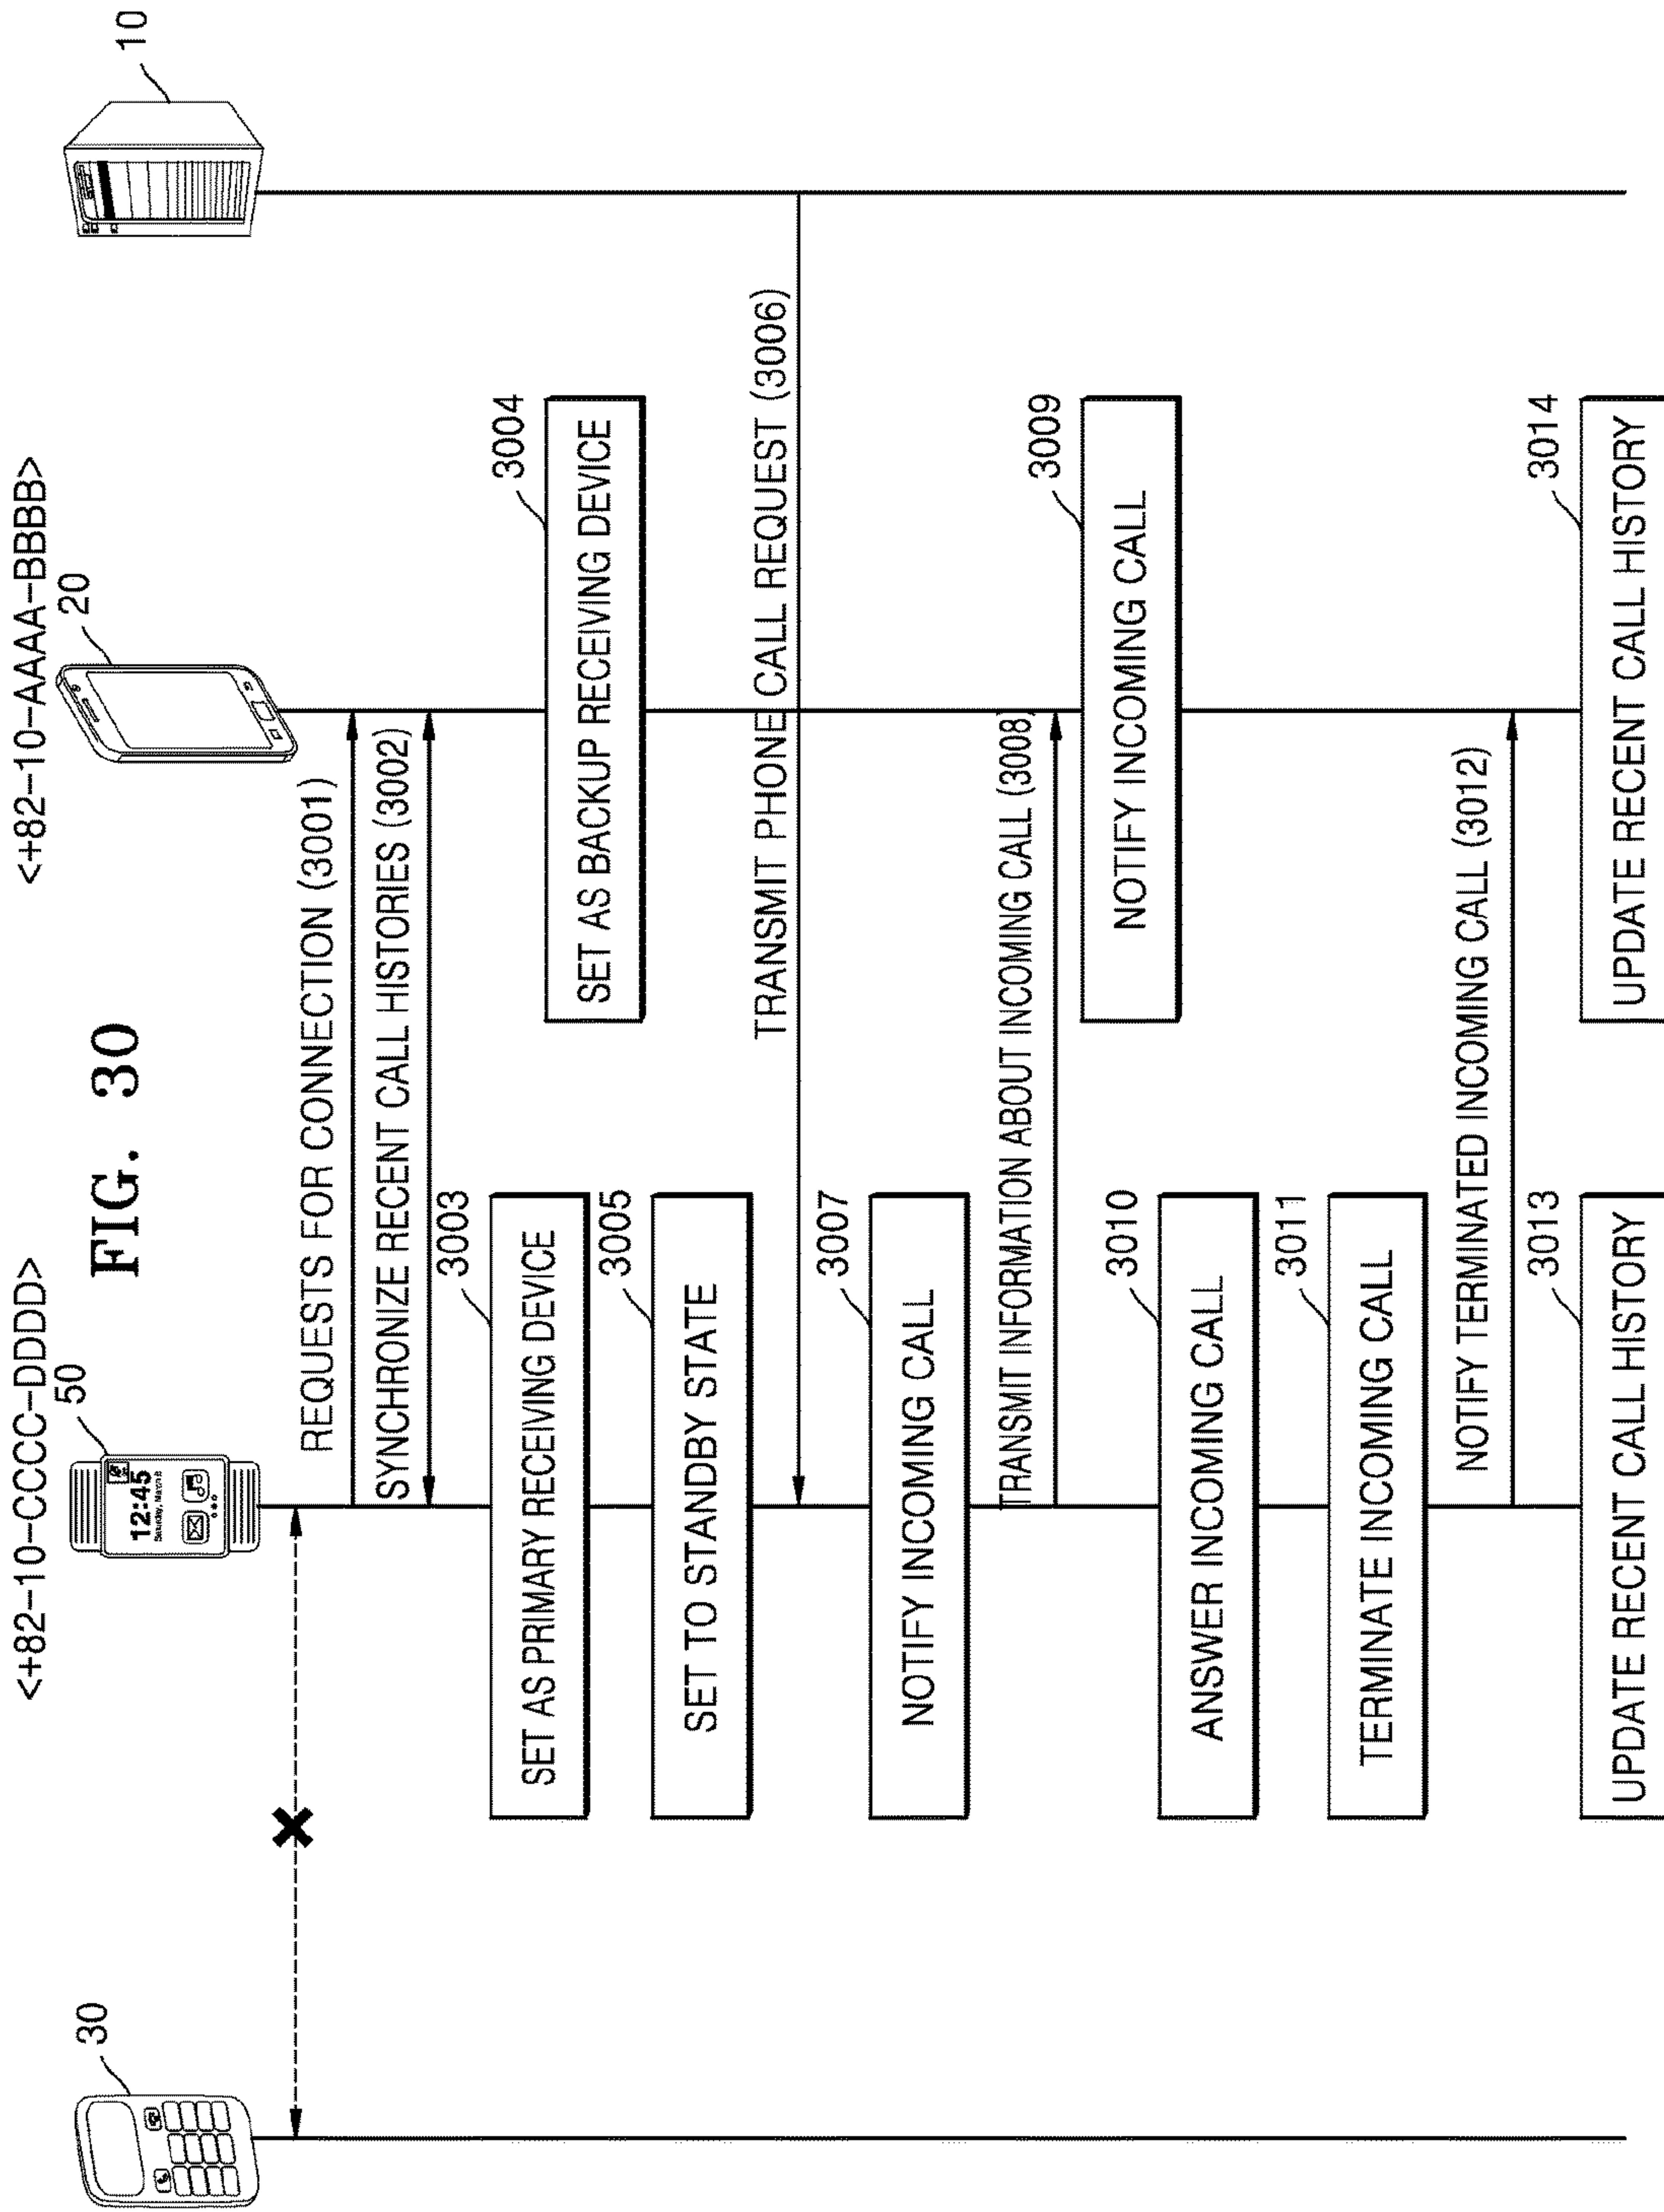 FIG. 30
<+82-10-CCCC-DDDD>
<+82-10-AAAA-BBBB>
30
50
12:45
20
10
REQUESTS FOR CONNECTION (3001)
SYNCHRONIZE RECENT CALL HISTORIES (3002)
3003
SET AS PRIMARY RECEIVING DEVICE
3004
SET AS BACKUP RECEIVING DEVICE
3005
SET TO STANDBY STATE
TRANSMIT PHONE CALL REQUEST (3006)
3007
NOTIFY INCOMING CALL
TRANSMIT INFORMATION ABOUT INCOMING CALL (3008)
3009
NOTIFY INCOMING CALL
3010
ANSWER INCOMING CALL
3011
TERMINATE INCOMING CALL
NOTIFY TERMINATED INCOMING CALL (3012)
3013
UPDATE RECENT CALL HISTORY
3014
UPDATE RECENT CALL HISTORY